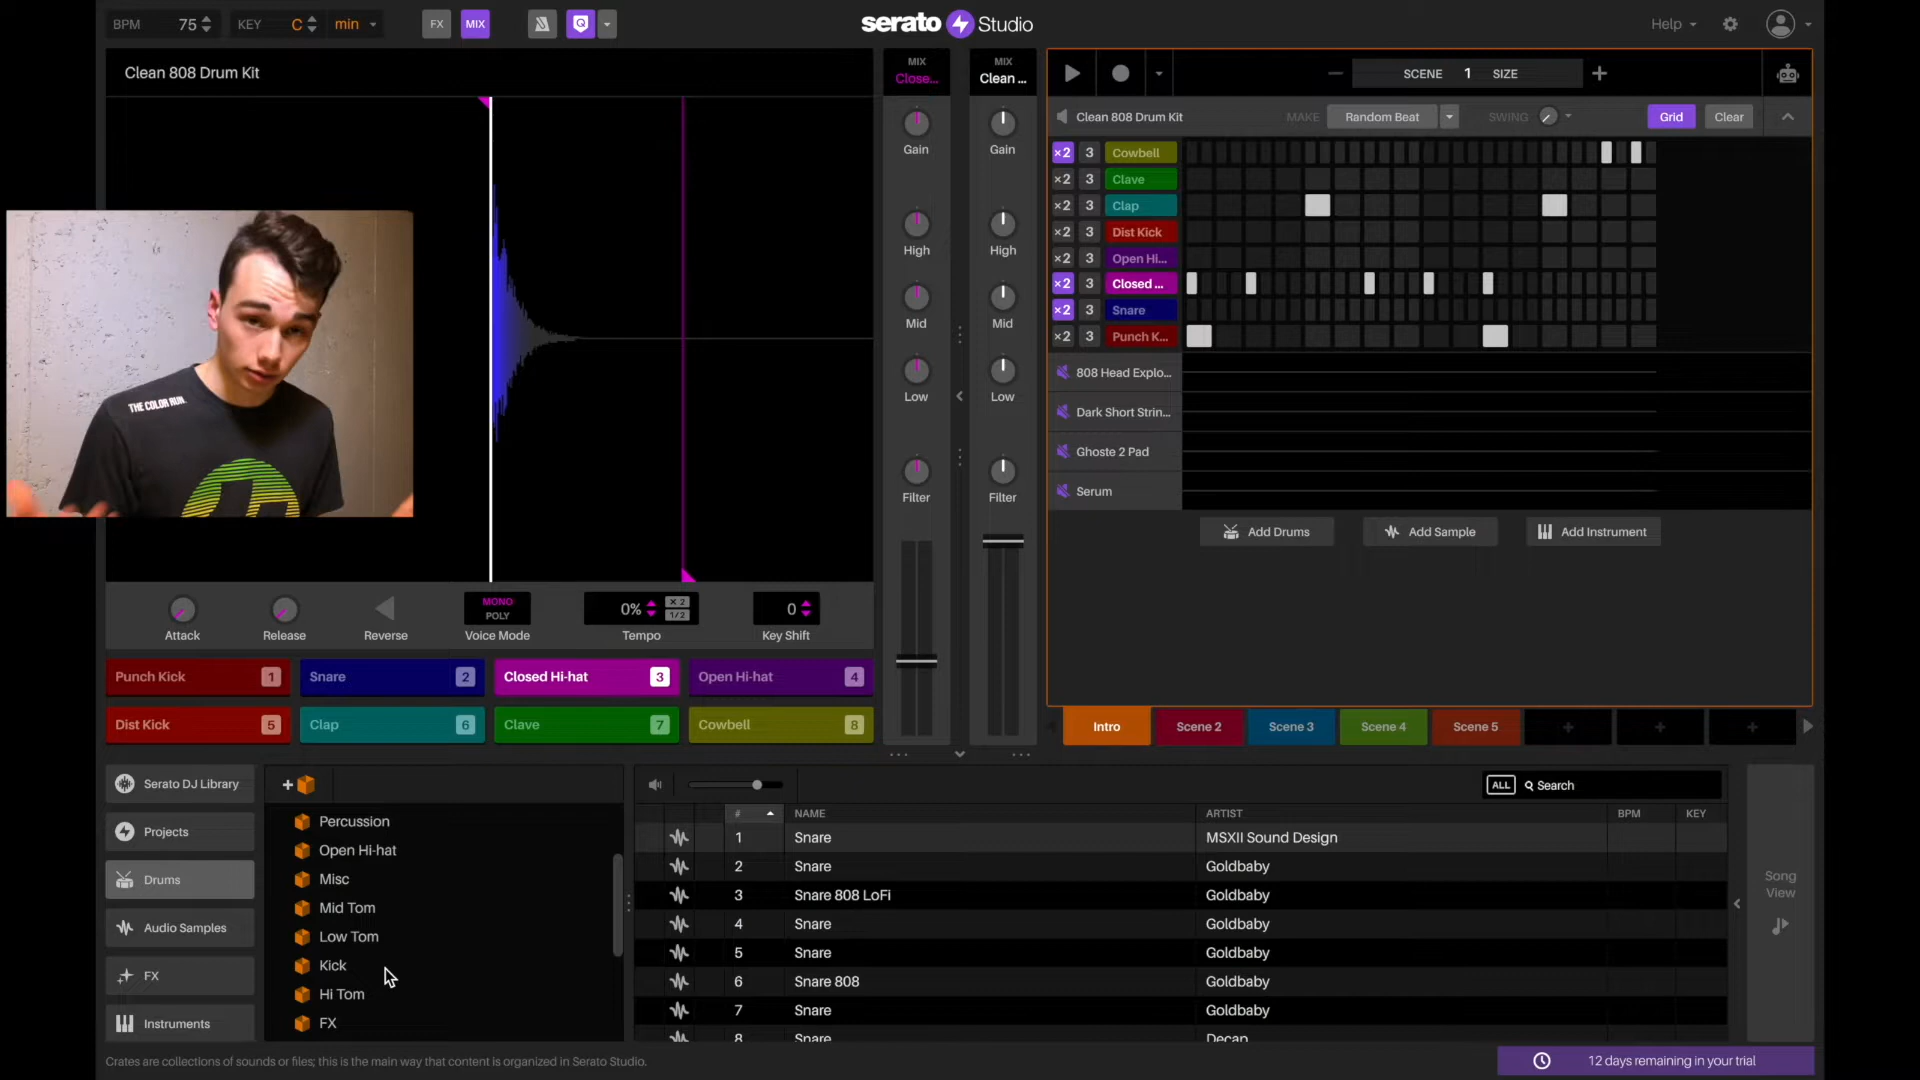 BPM 75 KEY C min FX MIX serato Studio Help
Clean 808 Drum Kit
MIX
Close...
MIX
Clean ...
Gain
Gain
High
High
Mid
Mid
Low
Low
Filter
Filter
SCENE 1 SIZE
Clean 808 Drum Kit MAKE Random Beat SWING Grid Clear
×2 3 Cowbell
×2 3 Clave
×2 3 Clap
×2 3 Dist Kick
×2 3 Open Hi...
×2 3 Closed ...
×2 3 Snare
×2 3 Punch K...
808 Head Explo...
Dark Short Strin...
Ghoste 2 Pad
Serum
Add Drums Add Sample Add Instrument
THE COLOR RUN.
MONO
POLY
0% ×2
1/2
0
Attack Release Reverse Voice Mode Tempo Key Shift
Punch Kick 1 Snare 2 Closed Hi-hat 3 Open Hi-hat 4
Dist Kick 5 Clap 6 Clave 7 Cowbell 8
Intro Scene 2 Scene 3 Scene 4 Scene 5
Serato DJ Library
Projects
Drums
Audio Samples
FX
Instruments
Percussion
Open Hi-hat
Misc
Mid Tom
Low Tom
Kick
Hi Tom
FX
ALL Search
# NAME ARTIST BPM KEY
1 Snare MSXII Sound Design
2 Snare Goldbaby
3 Snare 808 LoFi Goldbaby
4 Snare Goldbaby
5 Snare Goldbaby
6 Snare 808 Goldbaby
7 Snare Goldbaby
8 Snare Decap
Song
View
Crates are collections of sounds or files; this is the main way that content is organized in Serato Studio.
12 days remaining in your trial